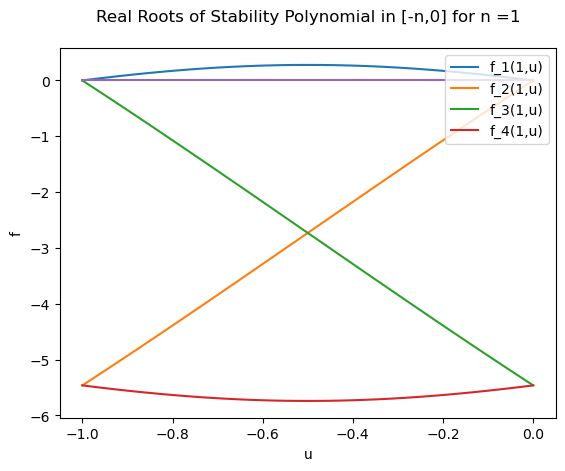 Real Roots of Stability Polynomial in [-n,0] for n =1
f_1(1,u)
f_2(1,u)
f_3(1,u)
f_4(1,u)
0
−1
−2
−3
−4
−5
−6
f
−1.0
−0.8
−0.6
−0.4
−0.2
0.0
u